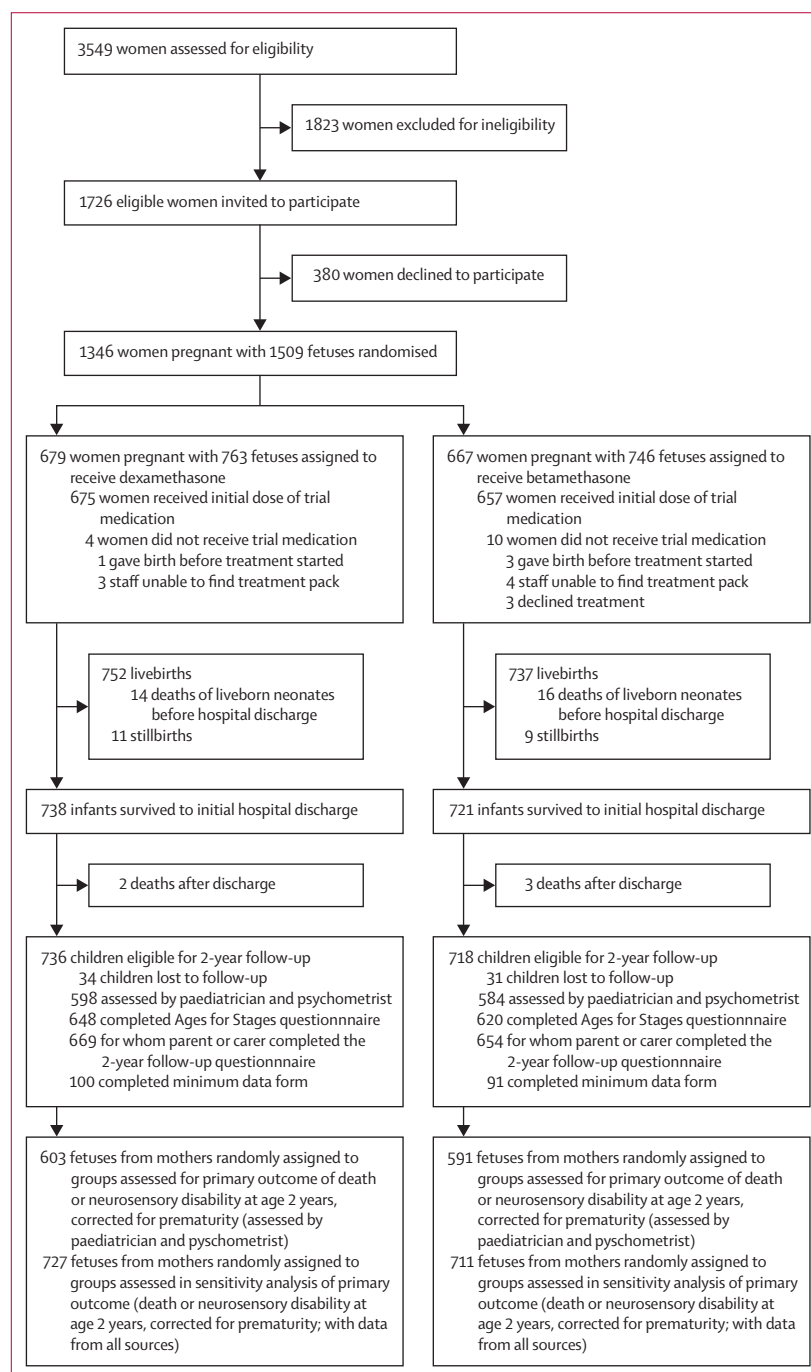 3549 women assessed for eligibility
1823 women excluded for ineligibility
1726 eligible women invited to participate
380 women declined to participate
1346 women pregnant with 1509 fetuses randomised
679 women pregnant with 763 fetuses assigned to
receive dexamethasone
675 women received initial dose of trial
medication
4 women did not receive trial medication
1 gave birth before treatment started
3 staff unable to find treatment pack
667 women pregnant with 746 fetuses assigned to
receive betamethasone
657 women received initial dose of trial
medication
10 women did not receive trial medication
3 gave birth before treatment started
4 staff unable to find treatment pack
3 declined treatment
752 livebirths
14 deaths of liveborn neonates
before hospital discharge
11 stillbirths
737 livebirths
16 deaths of liveborn neonates
before hospital discharge
9 stillbirths
738 infants survived to initial hospital discharge
721 infants survived to initial hospital discharge
2 deaths after discharge
3 deaths after discharge
736 children eligible for 2-year follow-up
34 children lost to follow-up
598 assessed by paediatrician and psychometrist
648 completed Ages for Stages questionnnaire
669 for whom parent or carer completed the
2-year follow-up questionnnaire
100 completed minimum data form
718 children eligible for 2-year follow-up
31 children lost to follow-up
584 assessed by paediatrician and psychometrist
620 completed Ages for Stages questionnnaire
654 for whom parent or carer completed the
2-year follow-up questionnnaire
91 completed minimum data form
603 fetuses from mothers randomly assigned to
groups assessed for primary outcome of death
or neurosensory disability at age 2 years,
corrected for prematurity (assessed by
paediatrician and pyschometrist)
727 fetuses from mothers randomly assigned to
groups assessed in sensitivity analysis of primary
outcome (death or neurosensory disability at
age 2 years, corrected for prematurity; with data
from all sources)
591 fetuses from mothers randomly assigned to
groups assessed for primary outcome of death
or neurosensory disability at age 2 years,
corrected for prematurity (assessed by
paediatrician and pyschometrist)
711 fetuses from mothers randomly assigned to
groups assessed in sensitivity analysis of primary
outcome (death or neurosensory disability at
age 2 years, corrected for prematurity; with data
from all sources)